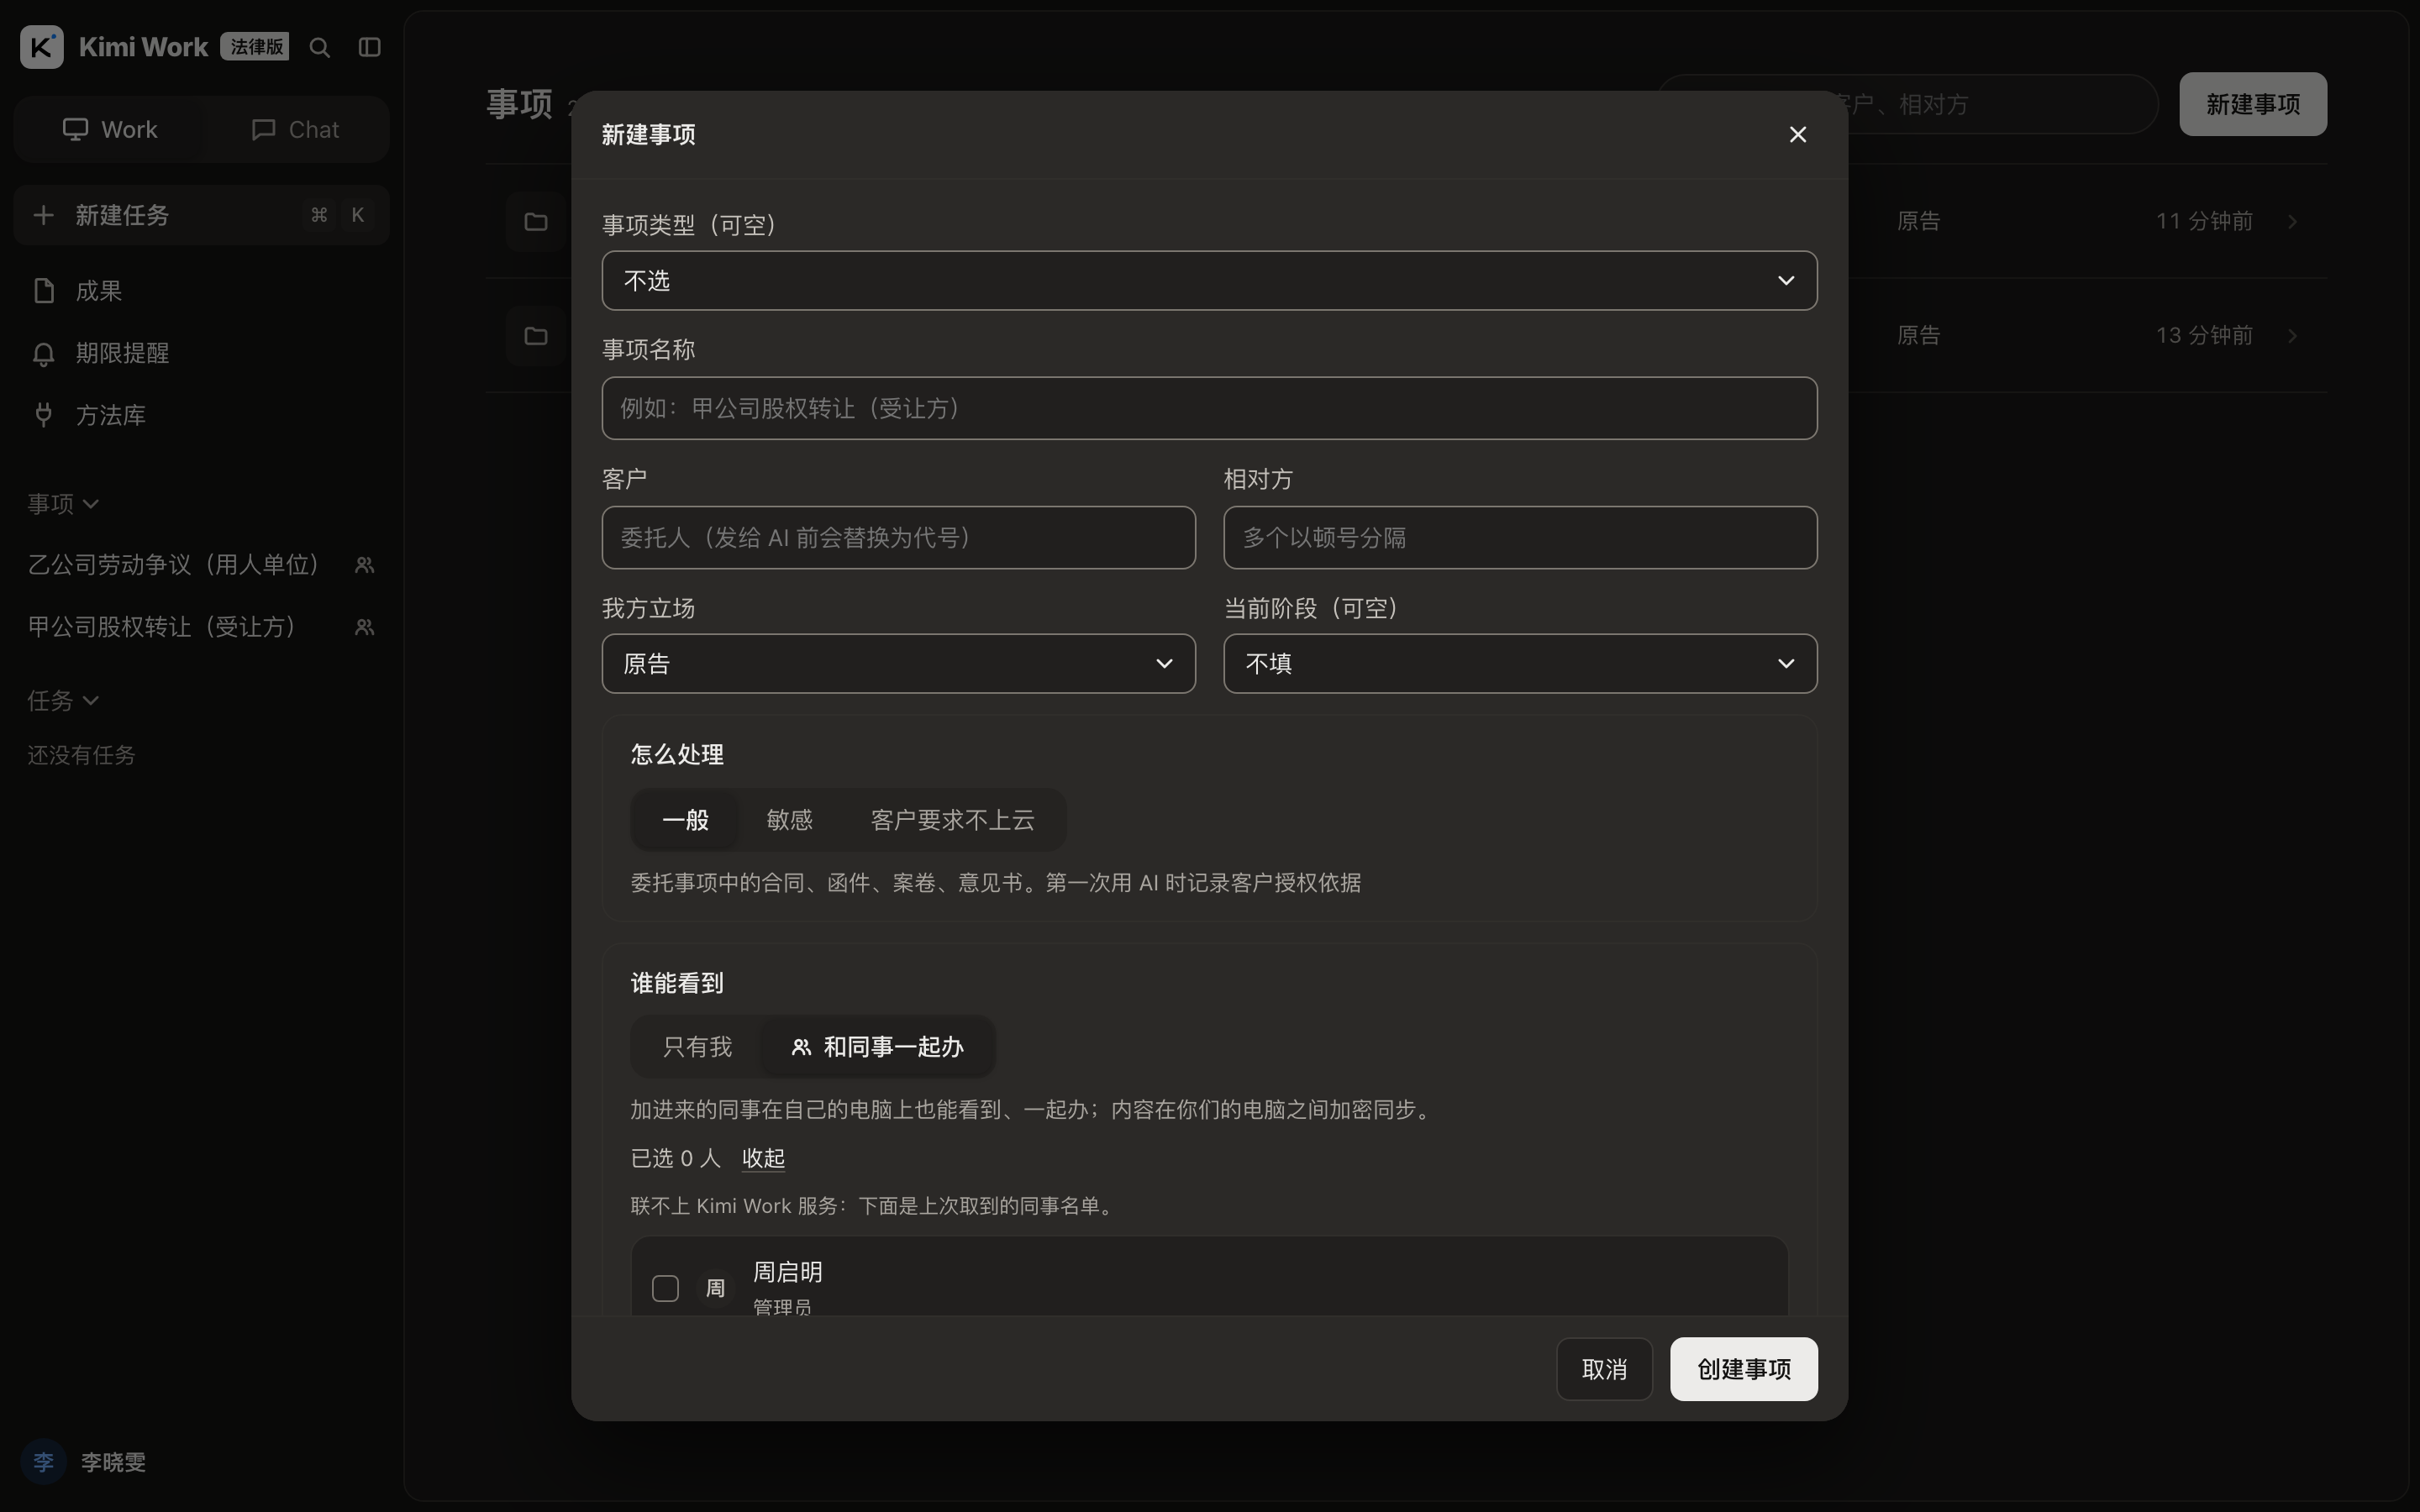 Kimi Work 法律版
Work
Chat
新建任务 ⌘ K
成果
期限提醒
方法库
事项
乙公司劳动争议（用人单位）
甲公司股权转让（受让方）
任务
还没有任务
李 李晓雯
事项
户、相对方
新建事项
原告 11 分钟前
原告 13 分钟前
新建事项
事项类型（可空）
不选
事项名称
例如：甲公司股权转让（受让方）
客户
相对方
委托人（发给 AI 前会替换为代号）
多个以顿号分隔
我方立场
当前阶段（可空）
原告
不填
怎么处理
一般 敏感 客户要求不上云
委托事项中的合同、函件、案卷、意见书。第一次用 AI 时记录客户授权依据
谁能看到
只有我 和同事一起办
加进来的同事在自己的电脑上也能看到、一起办；内容在你们的电脑之间加密同步。
已选 0 人 收起
联不上 Kimi Work 服务：下面是上次取到的同事名单。
周 周启明
管理员
取消 创建事项